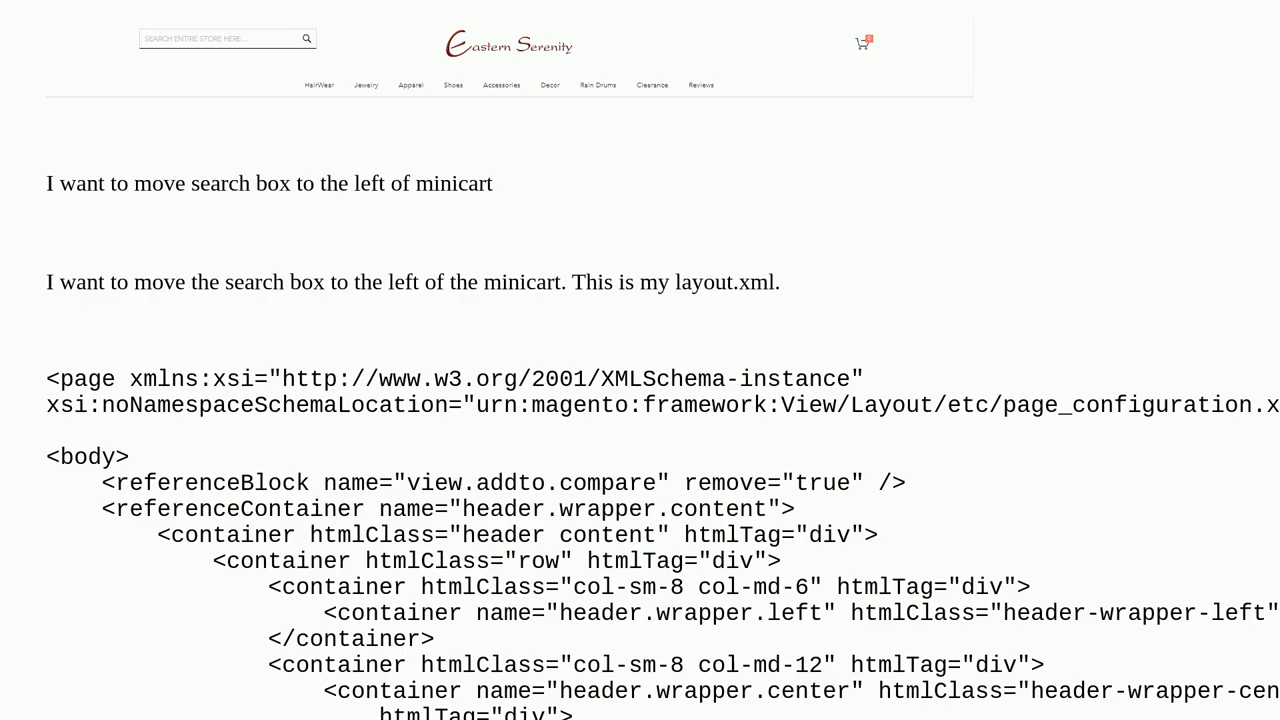 SEARCH ENTIRE STORE HERE...
Eastern Serenity
0
HairWear Jewelry Apparel Shoes Accessories Decor Rain Drums Clearance Reviews
I want to move search box to the left of minicart
I want to move the search box to the left of the minicart. This is my layout.xml.
<page xmlns:xsi="http://www.w3.org/2001/XMLSchema-instance"
xsi:noNamespaceSchemaLocation="urn:magento:framework:View/Layout/etc/page_configuration.x
<body>
    <referenceBlock name="view.addto.compare" remove="true" />
    <referenceContainer name="header.wrapper.content">
        <container htmlClass="header content" htmlTag="div">
            <container htmlClass="row" htmlTag="div">
                <container htmlClass="col-sm-8 col-md-6" htmlTag="div">
                    <container name="header.wrapper.left" htmlClass="header-wrapper-left"
                </container>
                <container htmlClass="col-sm-8 col-md-12" htmlTag="div">
                    <container name="header.wrapper.center" htmlClass="header-wrapper-cen
                        htmlTag="div">